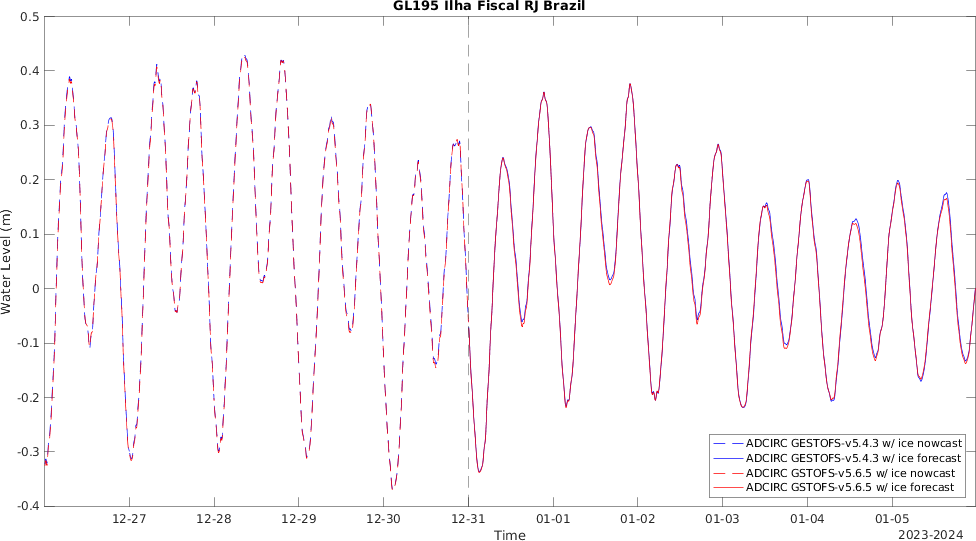 GL195 Ilha Fiscal RJ Brazil
0.5
0.4
0.3
0.2
0.1
0
-0.1
-0.2
-0.3
-0.4
Water Level (m)
ADCIRC GESTOFS-v5.4.3 w/ ice nowcast
ADCIRC GESTOFS-v5.4.3 w/ ice forecast
ADCIRC GSTOFS-v5.6.5 w/ ice nowcast
ADCIRC GSTOFS-v5.6.5 w/ ice forecast
12-27 12-28 12-29 12-30 12-31 01-01 01-02 01-03 01-04 01-05
Time
2023-2024